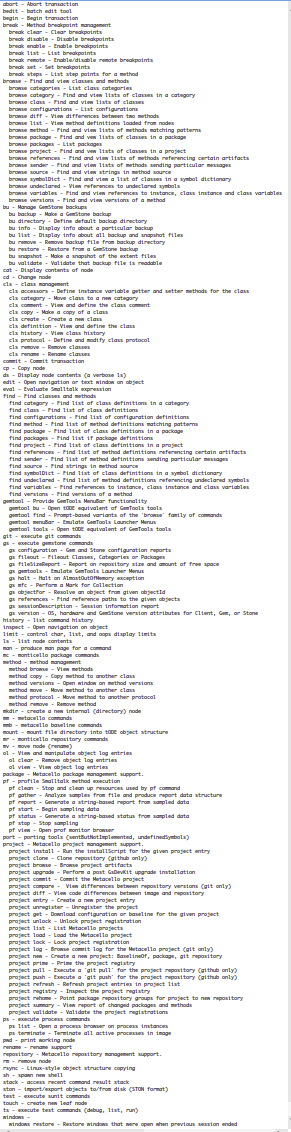 abort - Abort transaction
bedit - batch edit tool
begin - Begin transaction
break - Method breakpoint management
break clear - Clear breakpoints
break disable - Disable breakpoints
break enable - Enable breakpoints
break list - List breakpoints
break remote - Enable/disable remote breakpoints
break set - Set breakpoints
break steps - List step points for a method
browse - Find and view classes and methods
browse categories - List class categories
browse category - Find and view lists of classes in a category
browse class - Find and view lists of classes
browse configurations - List configurations
browse diff - View differences between two methods
browse list - View method definitions loaded from nodes
browse method - Find and view lists of methods matching patterns
browse package - Find and view lists of classes in a package
browse packages - List packages
browse project - Find and view lists of classes in a project
browse references - Find and view lists of methods referencing certain artifacts
browse sender - Find and view lists of methods sending particular messages
browse source - Find and view strings in method source
browse symbolDict - Find and view a list of classes in a symbol dictionary
browse undeclared - View references to undeclared symbols
browse variables - Find and view references to instance, class instance and class variables
browse versions - Find and view versions of a method
bu - Manage GemStone backups
bu backup - Make a GemStone backup
bu directory - Define default backup directory
bu info - Display info about a particular backup
bu list - Display info about all backup and snapshot files
bu remove - Remove backup file from backup directory
bu restore - Restore from a GemStone backup
bu snapshot - Make a snapshot of the extent files
bu validate - Validate that backup file is readable
cat - Display contents of node
cd - Change node
cls - class management
cls accessors - Define instance variable getter and setter methods for the class
cls category - Move class to a new category
cls comment - View and define the class comment
cls copy - Make a copy of a class
cls create - Create a new class
cls definition - View and define the class
cls history - View class history
cls protocol - Define and modify class protocol
cls remove - Remove classes
cls rename - Rename classes
commit - Commit transaction
cp - Copy node
ds - Display node contents (a verbose ls)
edit - Open navigation or text window on object
eval - Evaluate Smalltalk expression
find - Find classes and methods
find category - Find list of class definitions in a category
find class - Find list of class definitions
find configurations - Find list of configuration definitions
find method - Find list of method definitions matching patterns
find package - Find list of class definitions in a package
find packages - Find list if package definitions
find project - Find list of class definitions in a project
find references - Find list of method definitions referencing certain artifacts
find sender - Find list of method definitions sending particular messages
find source - Find list of strings in method source
find symbolDict - Find list of class definitions in a symbol dictionary
find undeclared - Find list of method definitions referencing undeclared symbols
find variables - Find list of references to instance, class instance and class variables
find versions - Find versions of a method
gemtool - Provide GemTools MenuBar functionality
gemtool bu - Open tODE equivalent of GemTools tools
gemtool find - Prompt-based variants of the `browse` family of commands
gemtool menuBar - Emulate GemTools Launcher Menus
gemtool tools - Open tODE equivalent of GemTools tools
git - execute git commands
gs - execute gemstone commands
gs configuration - Gem and Stone configuration reports
gs fileout - Fileout Classes, Categories or Packages
gs fileSizeReport - Report on repository size and amount of free space
gs gemtools - Emulate GemTools Launcher Menus
gs halt - Halt on AlmostOutOfMemory exception
gs mfc - Perform a Mark for Collection
gs objectFor - Resolve an object from given objectId
gs references - Find reference paths to the given objects
gs sessionDescription - Session information report
gs version - OS, hardware and GemStone version attributes for Client, Gem, or Stone
history - list command history
inspect - Open navigation on object
limit - control char, list, and oops display limits
ls - list node contents
man - produce man page for a command
mc - monticello package commands
method - method management
method browse - View methods
method copy - Copy method to another class
method versions - Open window on method versions
method move - Move method to another class
method protocol - Move method to another protocol
method remove - Remove method
mkdir - create a new internal (directory) node
mm - metacello commands
mmb - metacello baseline commands
mount - mount file directory into tODE object structure
mr - monticello repository commands
mv - move node (rename)
ol - View and manipulate object log entries
ol clear - Remove object log entries
ol view - View object log entries
package - Metacello package management support.
pf - profile Smalltalk method execution
pf clean - Stop and clean up resources used by pf command
pf gather - Analyze samples from file and produce report data structure
pf report - Generate a string-based report from sampled data
pf start - Begin sampling data
pf status - Generate a string-based status from sampled data
pf stop - Stop sampling
pf view - Open prof monitor browser
port - porting tools (sentButNotImplemented, undefinedSymbols)
project - Metacello project management support.
project install - Run the installScript for the given project entry
project clone - Clone repository (github only)
project browse - Browse project artifacts
project upgrade - Perform a post GsDevKit upgrade installation
project commit - Commit the Metacello project
project compare -  View differences between repository versions (git only)
project diff - View code differences between image and repository
project entry - Create a new project entry
project unregister - Unregister the project
project get - Download configuration or baseline for the given project
project unlock - Unlock project registration
project list - List Metacello projects
project load - Load the Metacello project
project lock - Lock project registration
project log - Browse commit log for the Metacello project (git only)
project new - Create a new project: BaselineOf, package, git repository
project prime - Prime the project registry
project pull - Execute a `git pull` for the project repository (github only)
project push - Execute a `git push` for the project repository (github only)
project refresh - Refresh project entries in project list
project registry - Inspect the project registry
project rehome - Point package repository groups for project to new repository
project summary - View report of changed packages and methods
project validate - Validate the project registrations
ps - execute process commands
ps list - Open a process browser on process instances
ps terminate - Terminate all active processes in image
pwd - print working node
rename - rename support
repository - Metacello repository management support.
rm - remove node
rsync - Linux-style object structure copying
sh - spawn new shell
stack - access recent command result stack
ston - import/export objects to/from disk (STON format)
test - execute sunit commands
touch - create new leaf node
ts - execute test commands (debug, list, run)
windows -
windows restore - Restore windows that were open when previous session ended